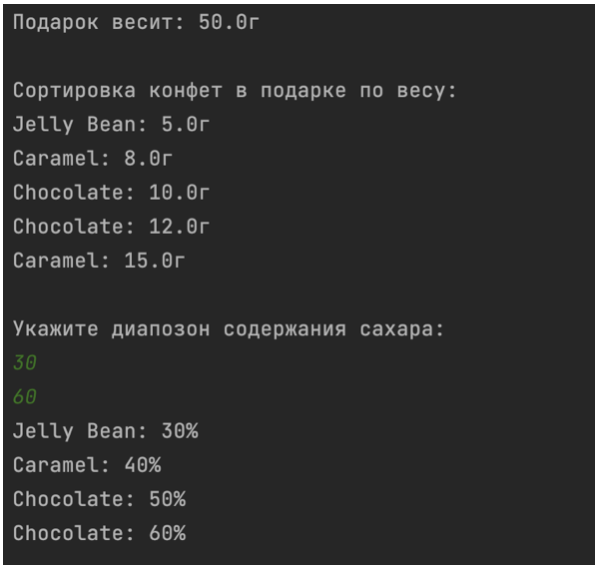 Подарок весит: 50.0г
Сортировка конфет в подарке по весу:
Jelly Bean: 5.0г
Caramel: 8.0г
Chocolate: 10.0г
Chocolate: 12.0г
Caramel: 15.0г
Укажите диапозон содержания сахара:
30
60
Jelly Bean: 30%
Caramel: 40%
Chocolate: 50%
Chocolate: 60%